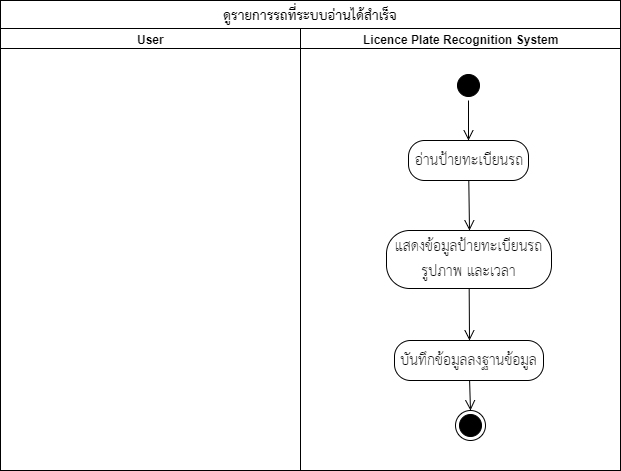 ดูรายการรถที่ระบบอ่านได้สำเร็จ
User
Licence Plate Recognition System
อ่านป้ายทะเบียนรถ
แสดงข้อมูลป้ายทะเบียนรถ
รูปภาพ และเวลา
บันทึกข้อมูลลงฐานข้อมูล